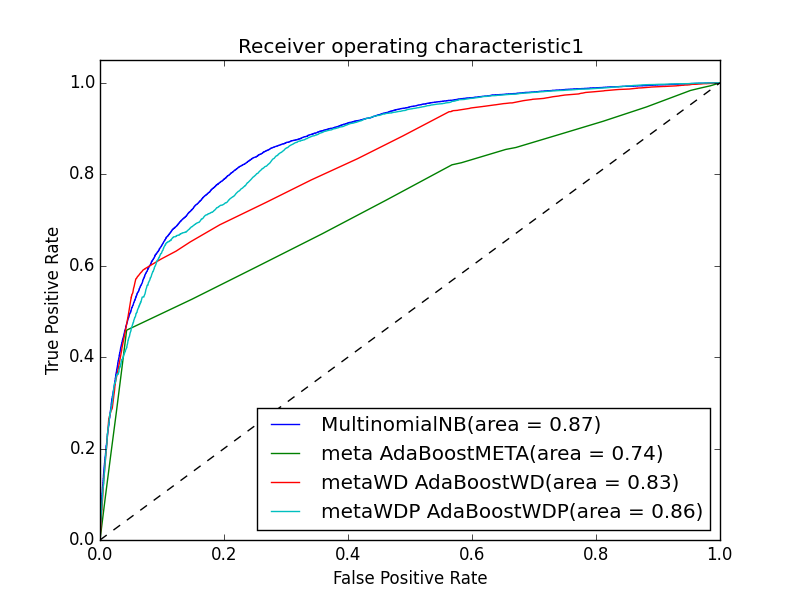 Receiver operating characteristic1
True Positive Rate
1.0
0.8
0.6
0.4
0.2
0.0
MultinomialNB(area = 0.87)
meta AdaBoostMETA(area = 0.74)
metaWD AdaBoostWD(area = 0.83)
metaWDP AdaBoostWDP(area = 0.86)
0.0 0.2 0.4 0.6 0.8 1.0
False Positive Rate